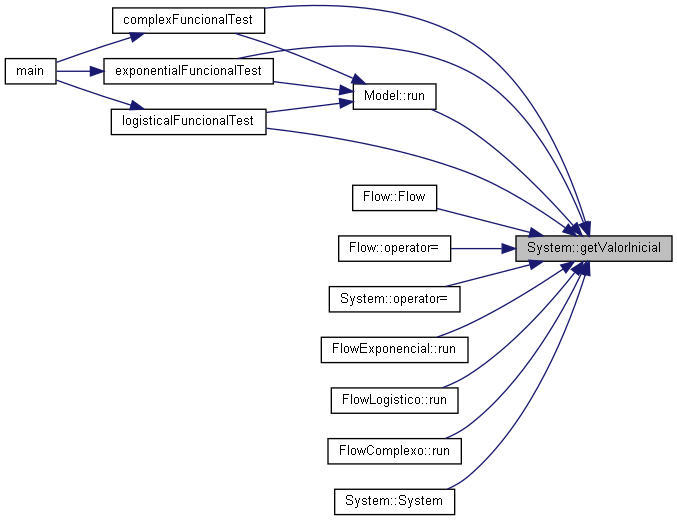 complexFuncionalTest
main
exponentialFuncionalTest
Model::run
logisticalFuncionalTest
Flow::Flow
Flow::operator=
System::getValorInicial
System::operator=
FlowExponencial::run
FlowLogistico::run
FlowComplexo::run
System::System